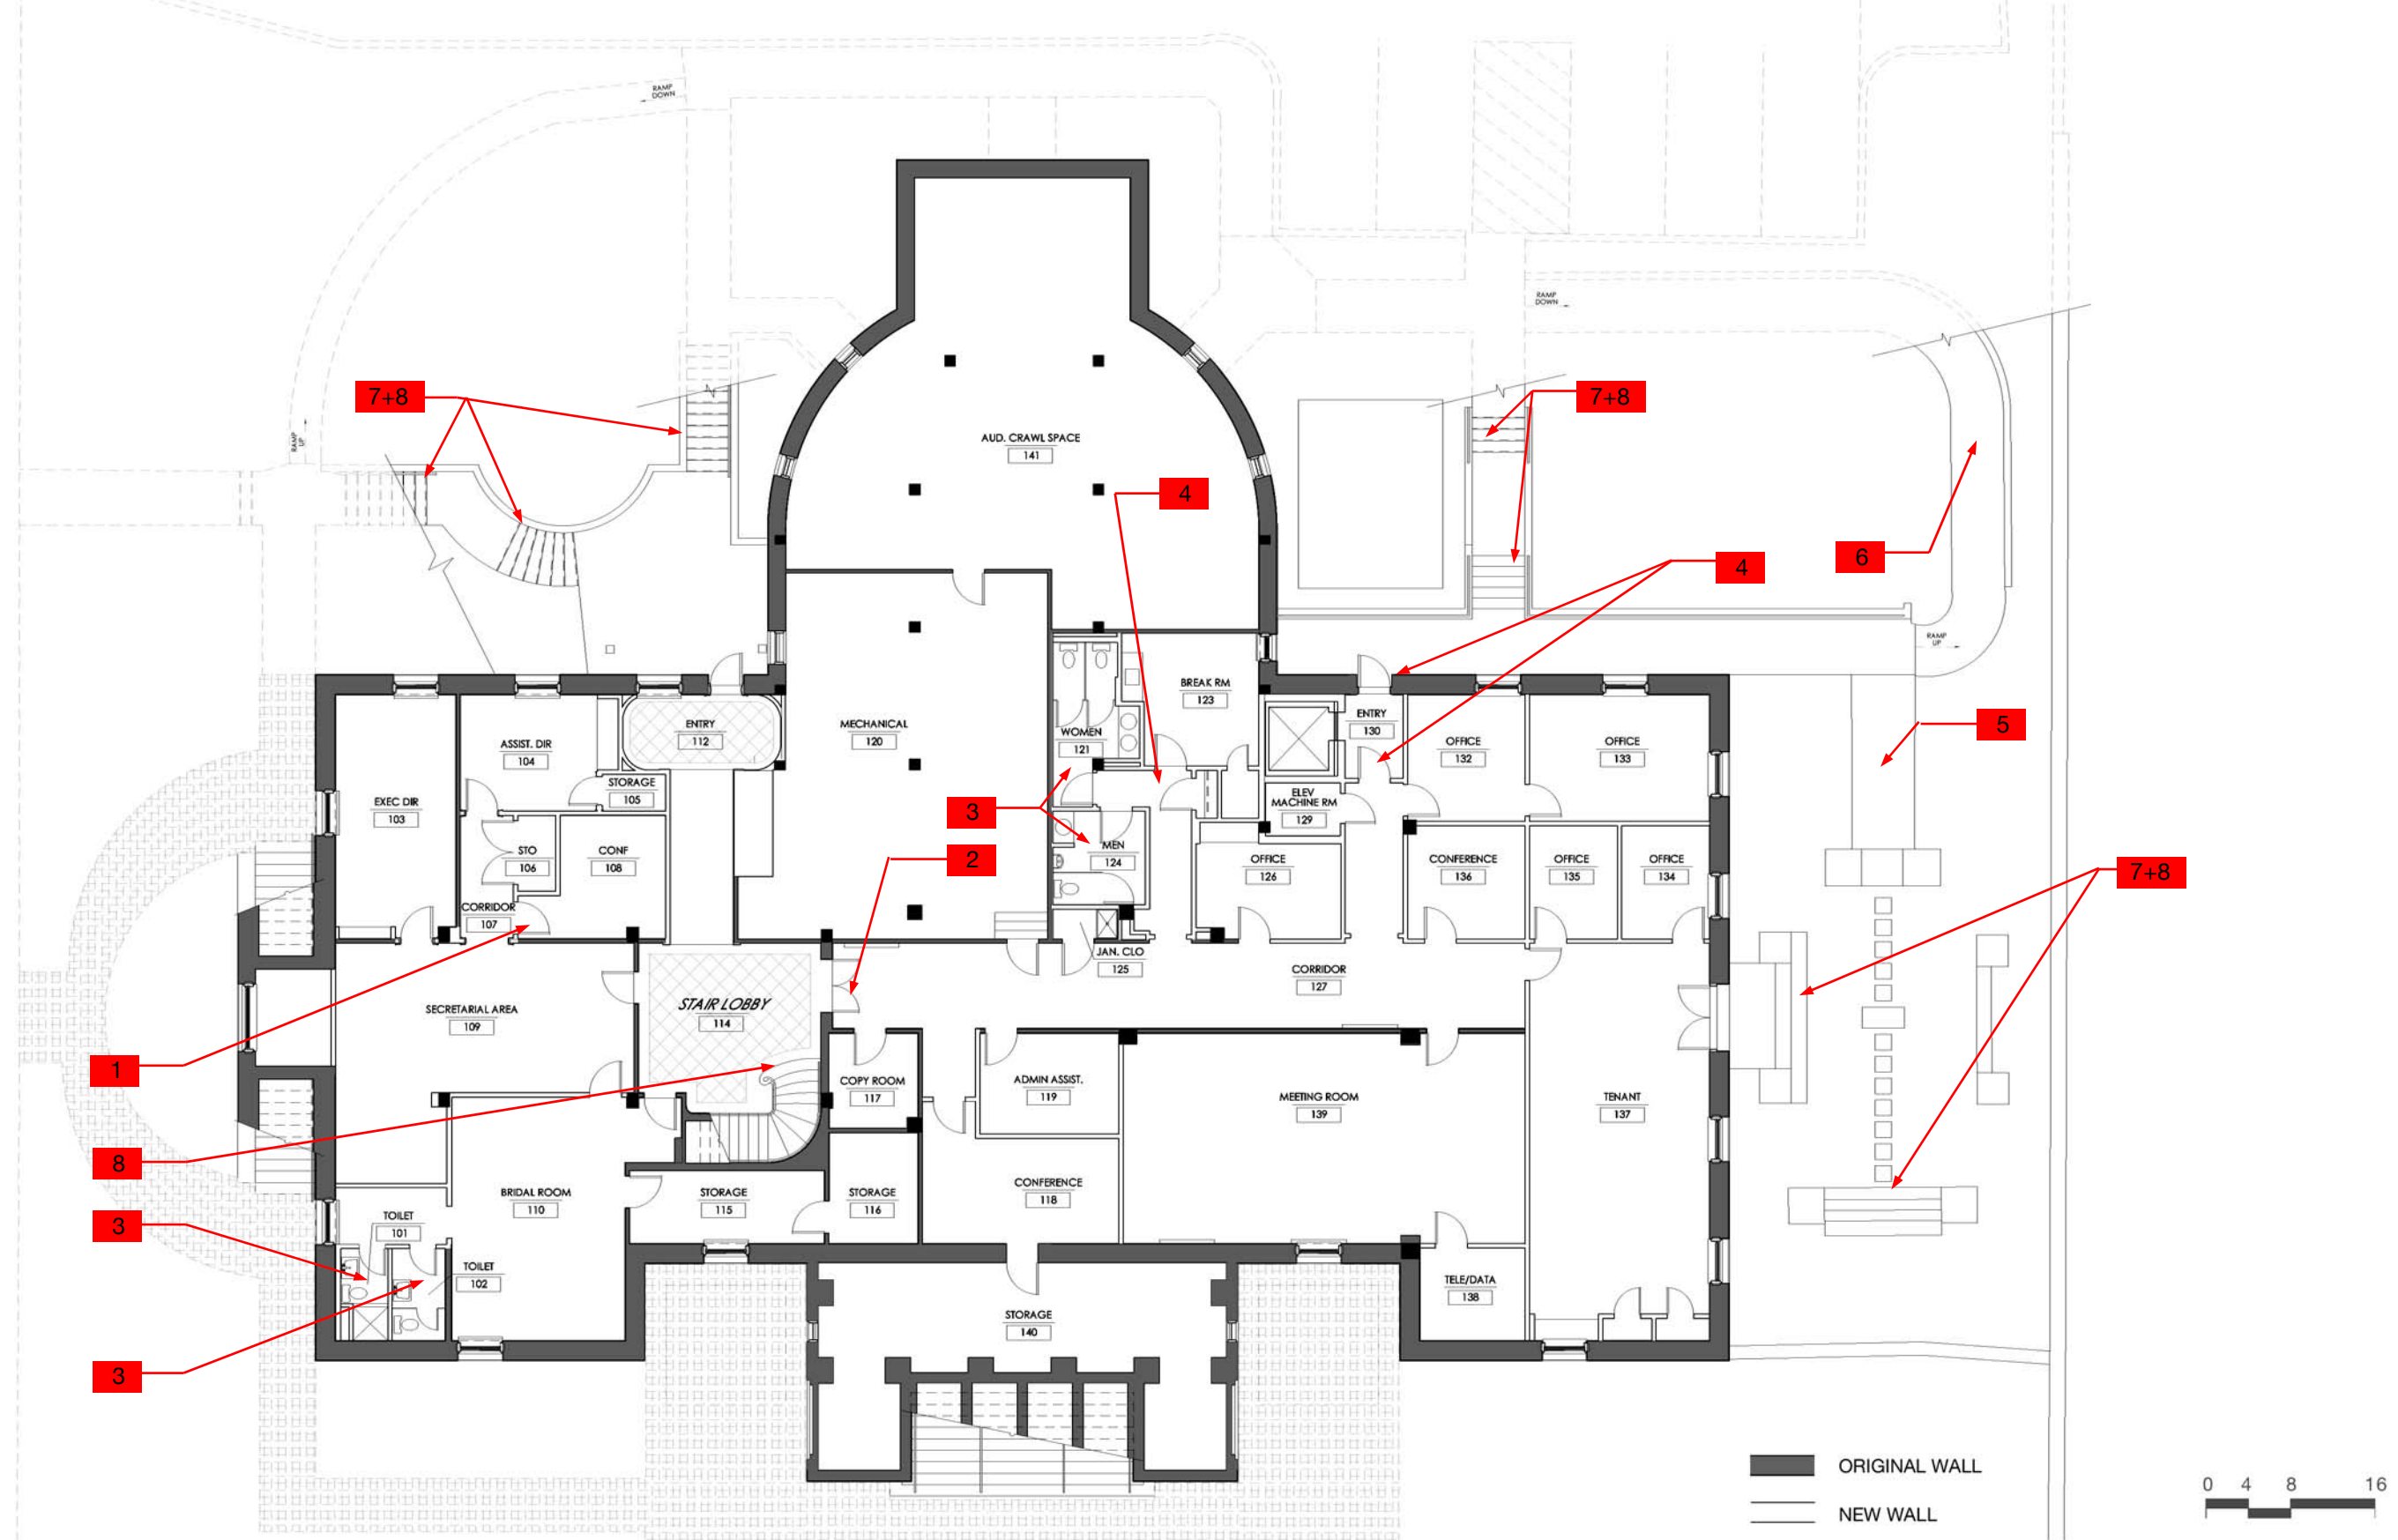 RAMP
DOWN
RAMP
DOWN
7+8
7+8
RAMP
UP
AUD. CRAWL SPACE
141
4
6
4
RAMP
UP
BREAK RM
123
ENTRY
112
MECHANICAL
120
WOMEN
121
ENTRY
130
5
ASSIST. DIR
104
OFFICE
132
OFFICE
133
STORAGE
105
EXEC DIR
103
3
ELEV
MACHINE RM
129
STO
106
CONF
108
MEN
124
2
OFFICE
126
CONFERENCE
136
OFFICE
135
OFFICE
134
7+8
CORRIDOR
107
JAN. CLO
125
CORRIDOR
127
SECRETARIAL AREA
109
STAIR LOBBY
114
1
COPY ROOM
117
ADMIN ASSIST.
119
MEETING ROOM
139
TENANT
137
8
BRIDAL ROOM
110
STORAGE
115
STORAGE
116
CONFERENCE
118
3
TOILET
101
TOILET
102
TELE/DATA
138
STORAGE
140
3
ORIGINAL WALL
NEW WALL
0 4 8 16